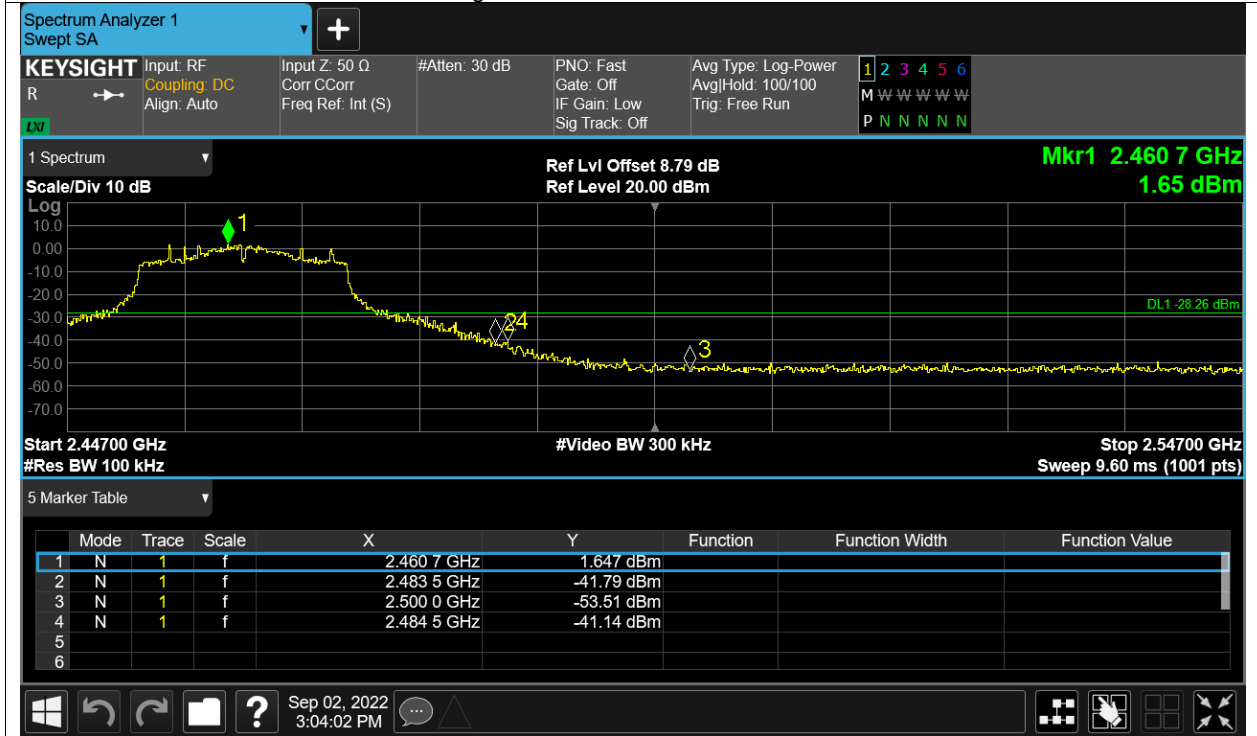 Spectrum Analyzer 1
Swept SA
KEYSIGHT Input: RF Input Z: 50 Ω #Atten: 30 dB PNO: Fast Avg Type: Log-Power 1 2 3 4 5 6
R Coupling: DC Corr CCorr Gate: Off Avg|Hold: 100/100 M W W W W W
Align: Auto Freq Ref: Int (S) IF Gain: Low Trig: Free Run
LXI Sig Track: Off P N N N N N
1 Spectrum Ref Lvl Offset 8.79 dB Mkr1 2.460 7 GHz
Scale/Div 10 dB Ref Level 20.00 dBm 1.65 dBm
Log
10.0
0.00
-10.0
-20.0
-30.0
-40.0
-50.0
-60.0
-70.0
1
DL1 -28.26 dBm
2 4
3
Start 2.44700 GHz #Video BW 300 kHz Stop 2.54700 GHz
#Res BW 100 kHz Sweep 9.60 ms (1001 pts)
5 Marker Table
Mode Trace Scale X Y Function Function Width Function Value
1 N 1 f 2.460 7 GHz 1.647 dBm
2 N 1 f 2.483 5 GHz -41.79 dBm
3 N 1 f 2.500 0 GHz -53.51 dBm
4 N 1 f 2.484 5 GHz -41.14 dBm
5
6
? Sep 02, 2022
3:04:02 PM